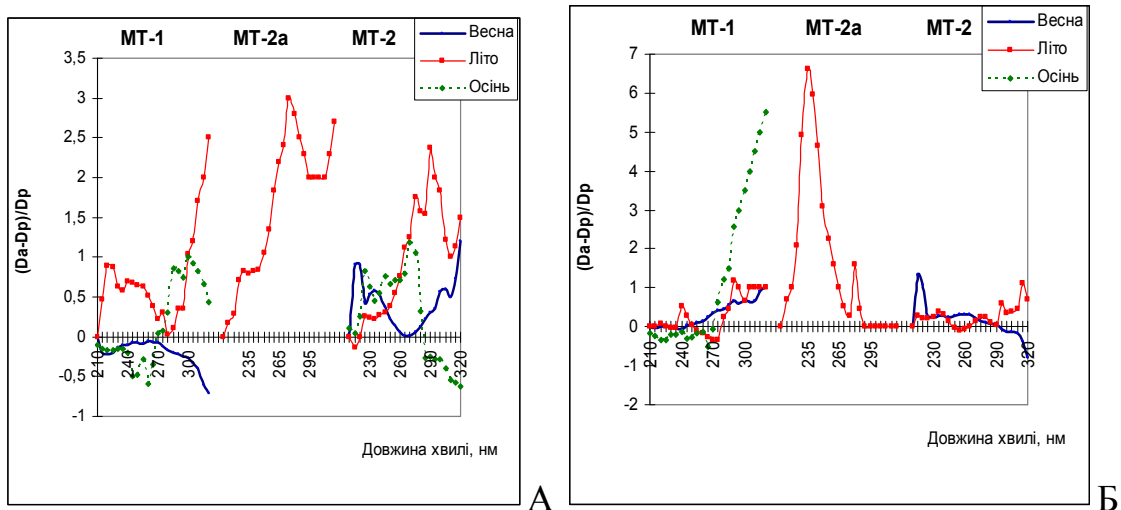 МТ-1 МТ-2а МТ-2
Весна
Літо
Осінь
3,5
3
2,5
2
1,5
1
0,5
0
-0,5
-1
(Da-Dp)/Dp
210 240 270 300 235 265 295 230 260 290 320
Довжина хвилі, нм
А
МТ-1 МТ-2а МТ-2
Весна
Літо
Осінь
7
6
5
4
3
2
1
0
-1
-2
(Da-Dp)/Dp
210 240 270 300 235 265 295 230 260 290 320
Довжина хвилі, нм
Б